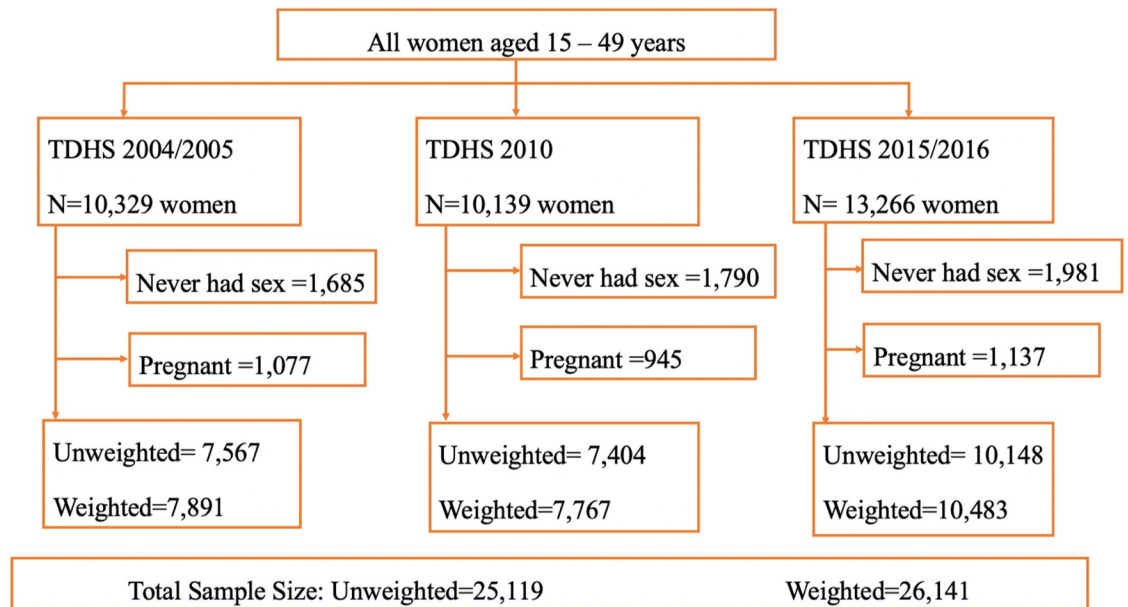 All women aged 15 – 49 years
TDHS 2004/2005
N=10,329 women
Never had sex =1,685
Pregnant =1,077
Unweighted= 7,567
Weighted=7,891
TDHS 2010
N=10,139 women
Never had sex =1,790
Pregnant =945
Unweighted= 7,404
Weighted=7,767
TDHS 2015/2016
N= 13,266 women
Never had sex =1,981
Pregnant =1,137
Unweighted= 10,148
Weighted=10,483
Total Sample Size: Unweighted=25,119 Weighted=26,141